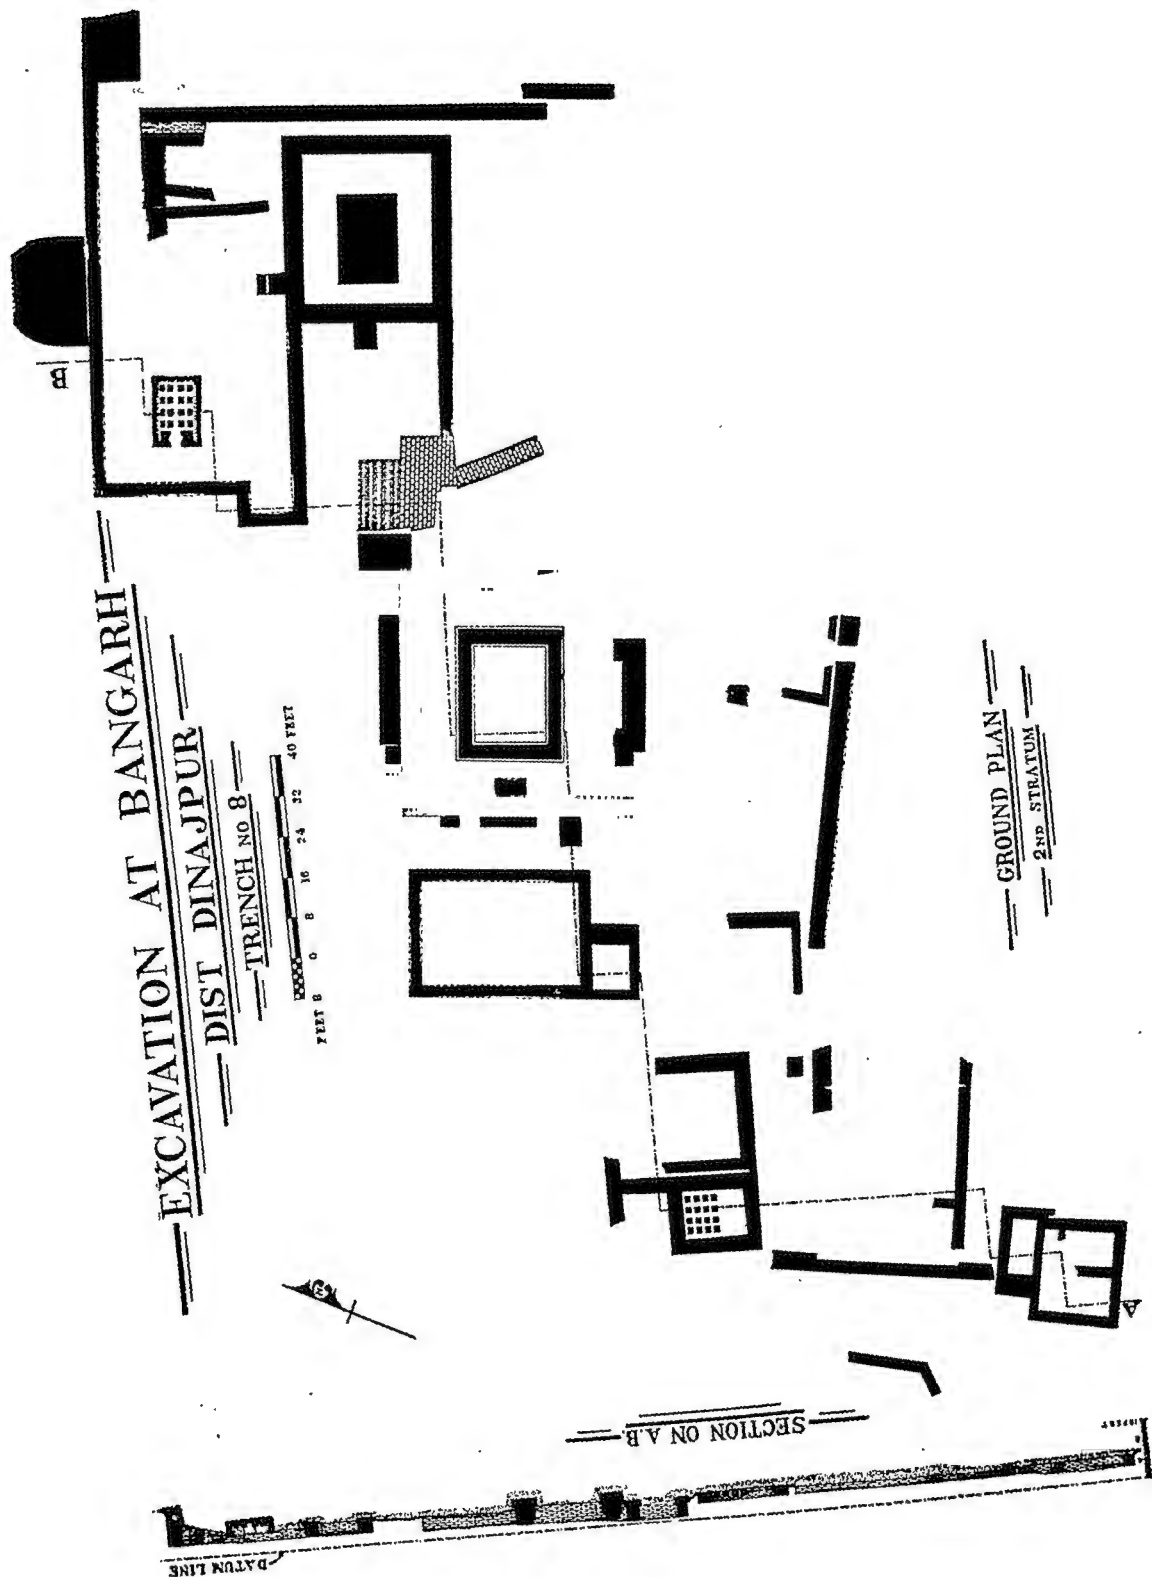 EXCAVATION AT BANGARH
DIST DINAJPUR
TRENCH NO 8
FEET 8 0 8 16 24 32 40 FEET
B
GROUND PLAN
2ND STRATUM
A
SECTION ON A.B.
DATUN LINE